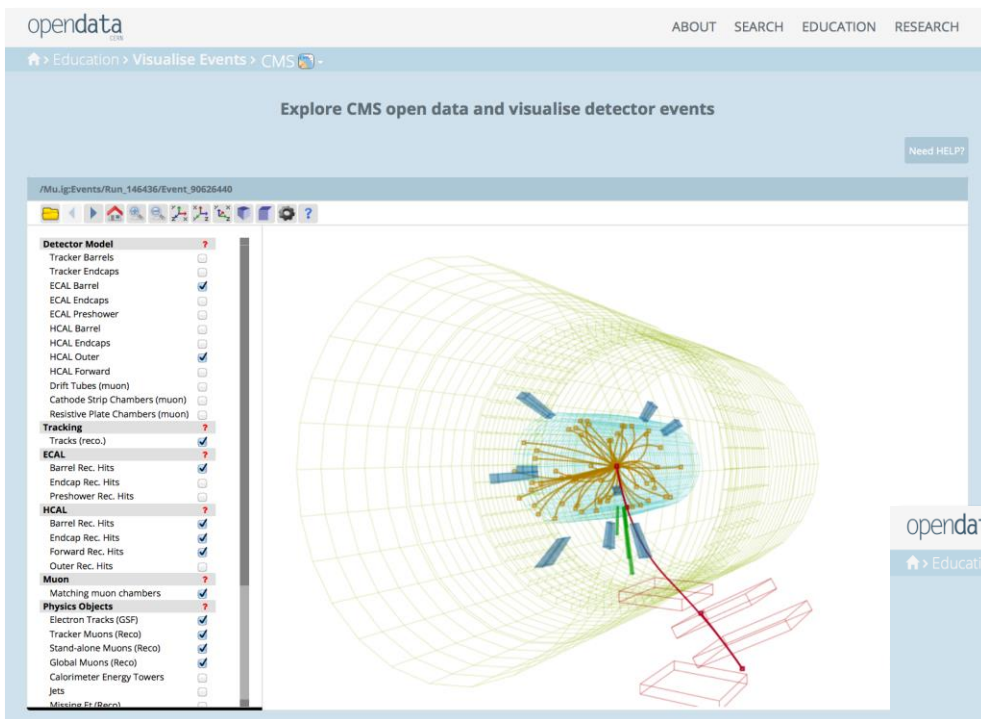 opendata
CERN
ABOUT SEARCH EDUCATION RESEARCH
> Education > Visualise Events > CMS
Explore CMS open data and visualise detector events
Need HELP?
/Mu.ig:Events/Run_146436/Event_90626440
?
Detector Model ?
Tracker Barrels
Tracker Endcaps
ECAL Barrel
ECAL Endcaps
ECAL Preshower
HCAL Barrel
HCAL Endcaps
HCAL Outer
HCAL Forward
Drift Tubes (muon)
Cathode Strip Chambers (muon)
Resistive Plate Chambers (muon)
Tracking ?
Tracks (reco.)
ECAL ?
Barrel Rec. Hits
Endcap Rec. Hits
Preshower Rec. Hits
HCAL ?
Barrel Rec. Hits
Endcap Rec. Hits
Forward Rec. Hits
Outer Rec. Hits
Muon ?
Matching muon chambers
Physics Objects ?
Electron Tracks (GSF)
Tracker Muons (Reco)
Stand-alone Muons (Reco)
Global Muons (Reco)
Calorimeter Energy Towers
Jets
Missing Et (Reco)
openda
> Educati